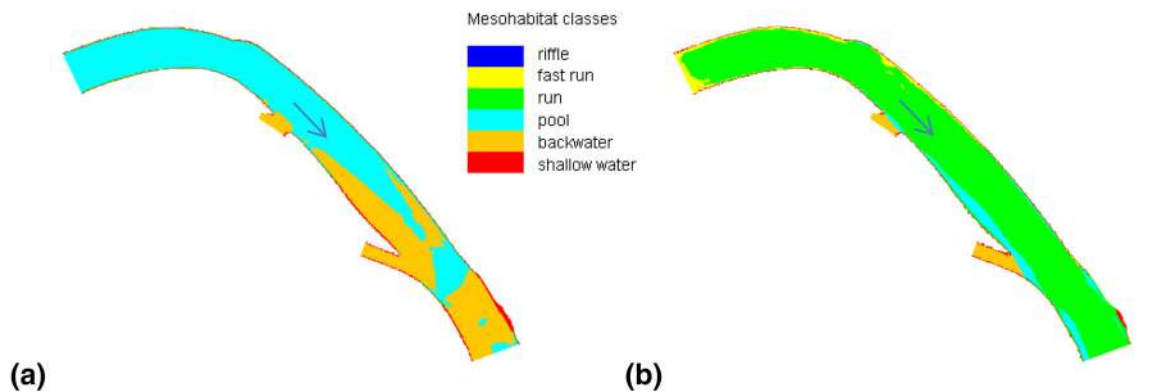 Mesohabitat classes
riffle
fast run
run
pool
backwater
shallow water
(a)
(b)